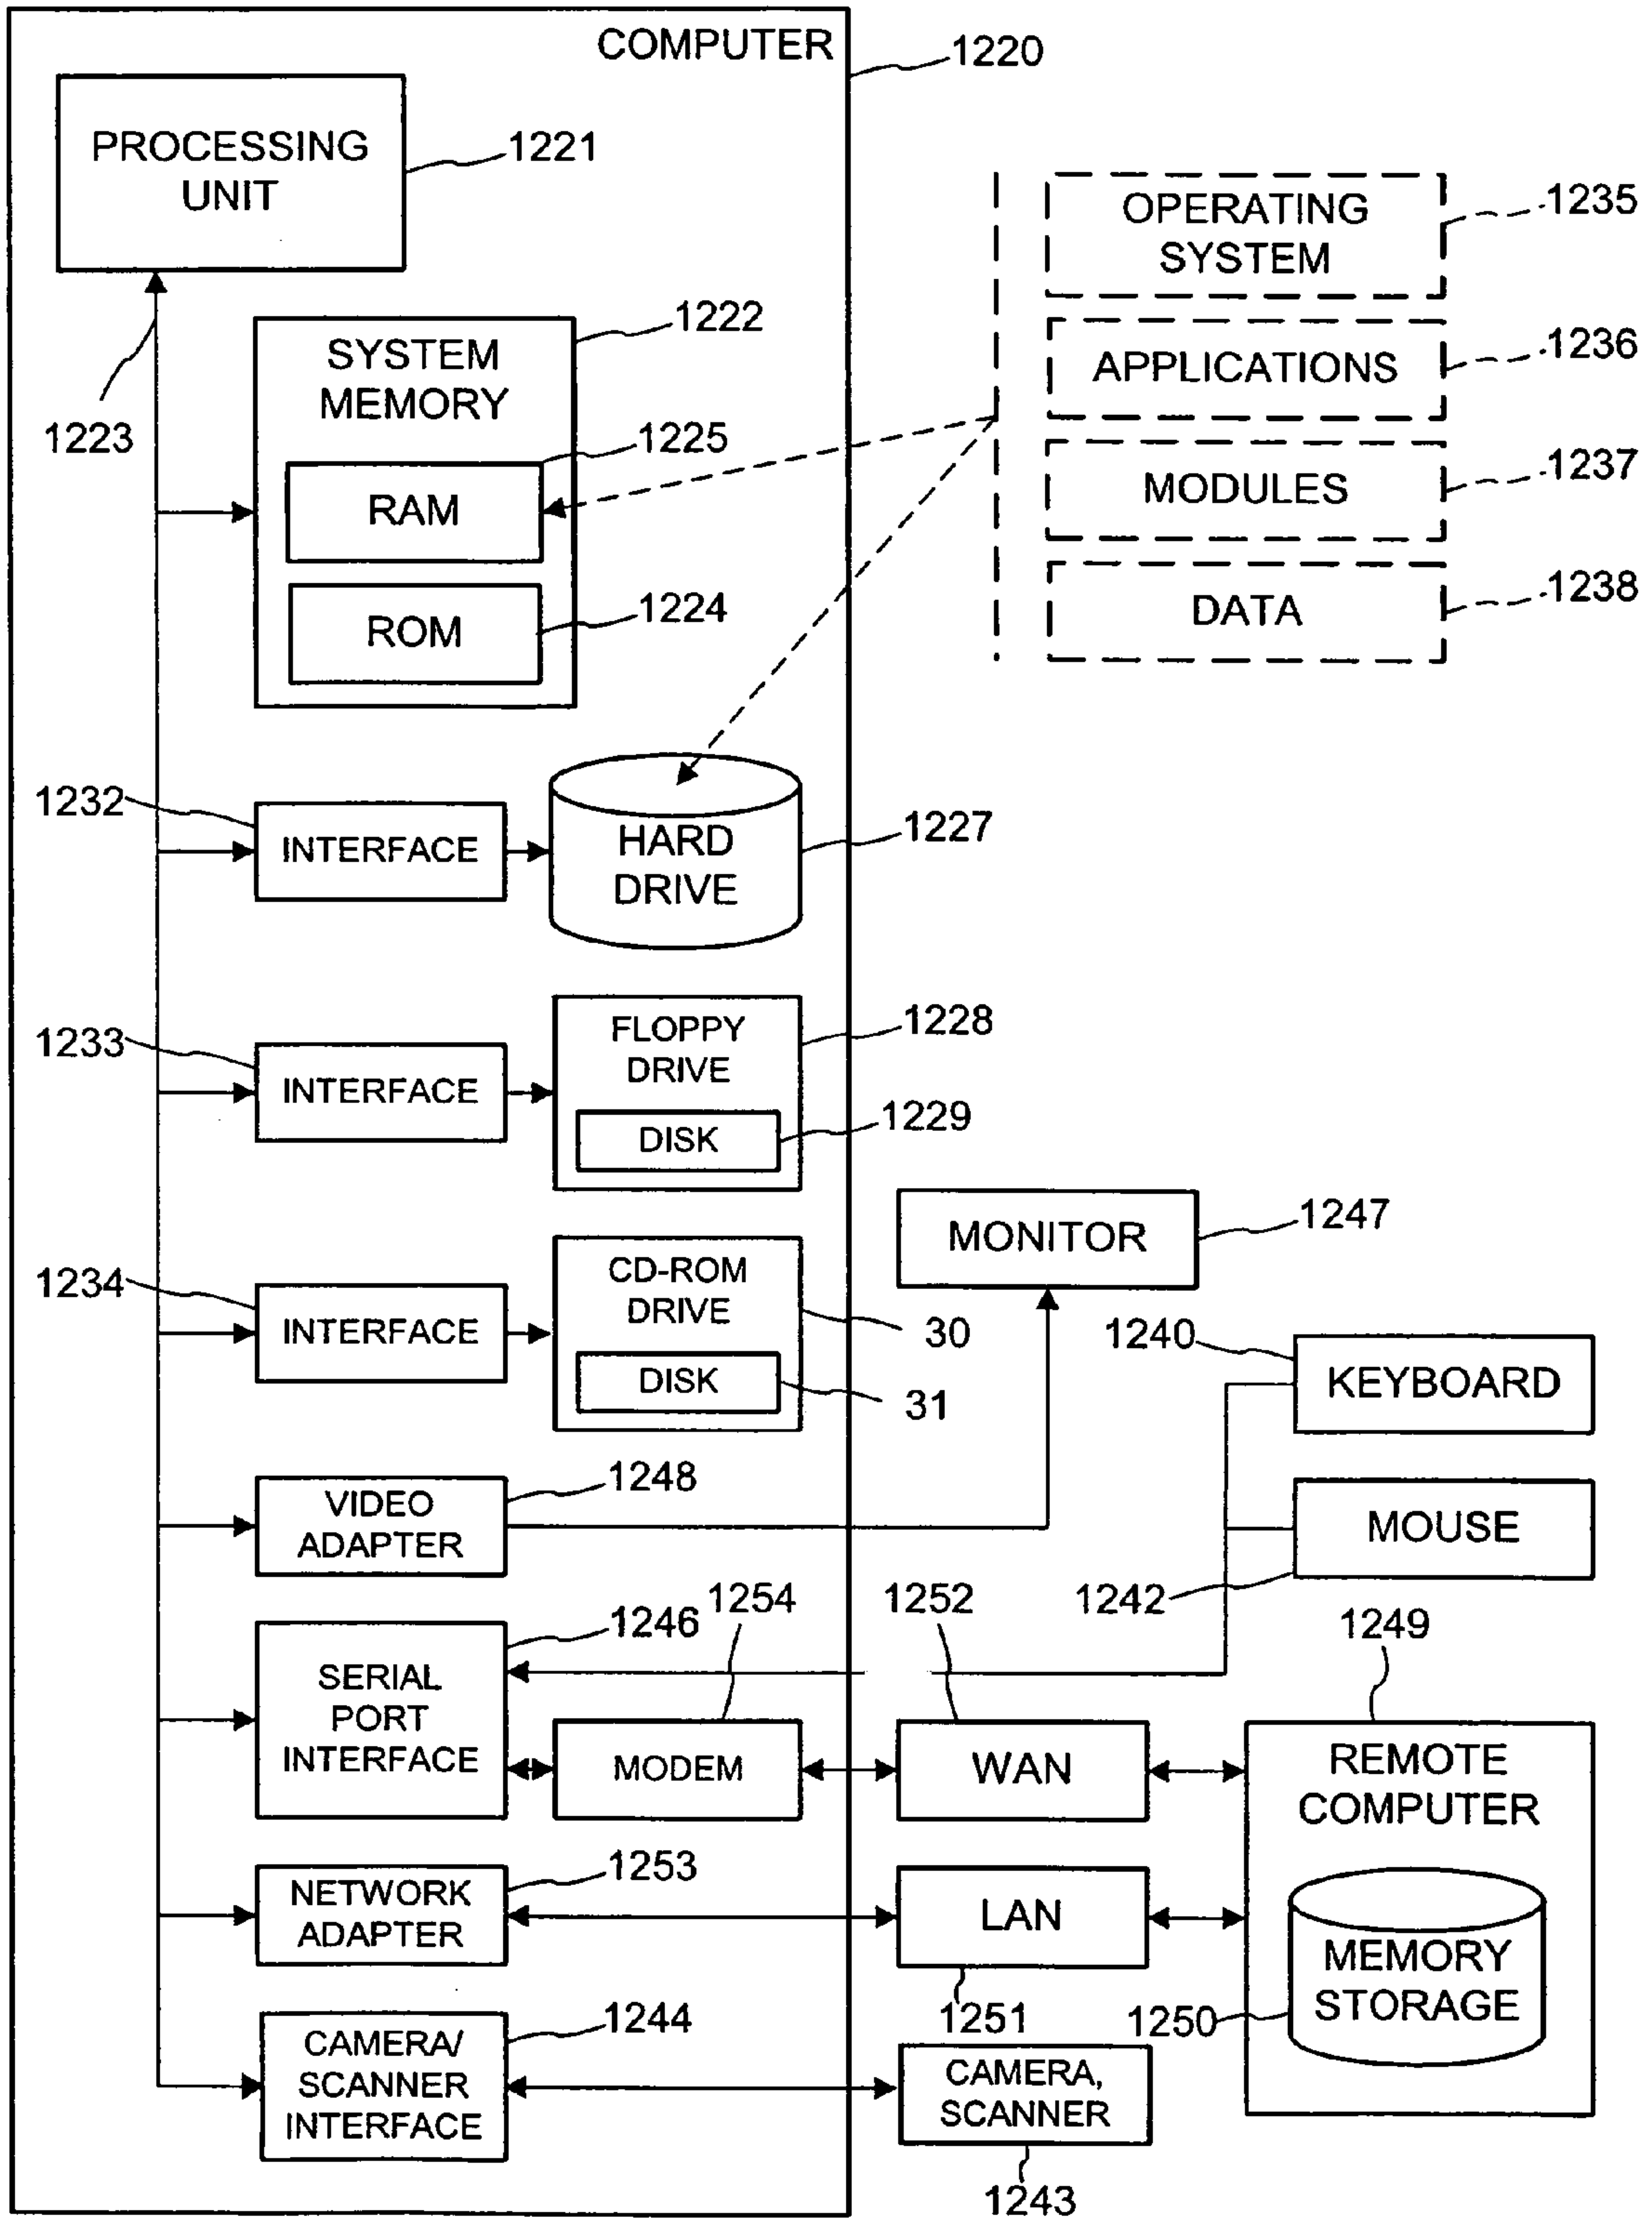 COMPUTER
1220
PROCESSING
UNIT
1221
1223
SYSTEM
MEMORY
1222
RAM
1225
ROM
1224
OPERATING
SYSTEM
1235
APPLICATIONS
1236
MODULES
1237
DATA
1238
1232
INTERFACE
HARD
DRIVE
1227
1233
INTERFACE
FLOPPY
DRIVE
1228
DISK
1229
1234
INTERFACE
CD-ROM
DRIVE
30
DISK
31
MONITOR
1247
1240
KEYBOARD
MOUSE
1242
VIDEO
ADAPTER
1248
SERIAL
PORT
INTERFACE
1246
1254
MODEM
1252
WAN
1249
REMOTE
COMPUTER
NETWORK
ADAPTER
1253
LAN
1251
MEMORY
STORAGE
1250
CAMERA/
SCANNER
INTERFACE
1244
CAMERA,
SCANNER
1243